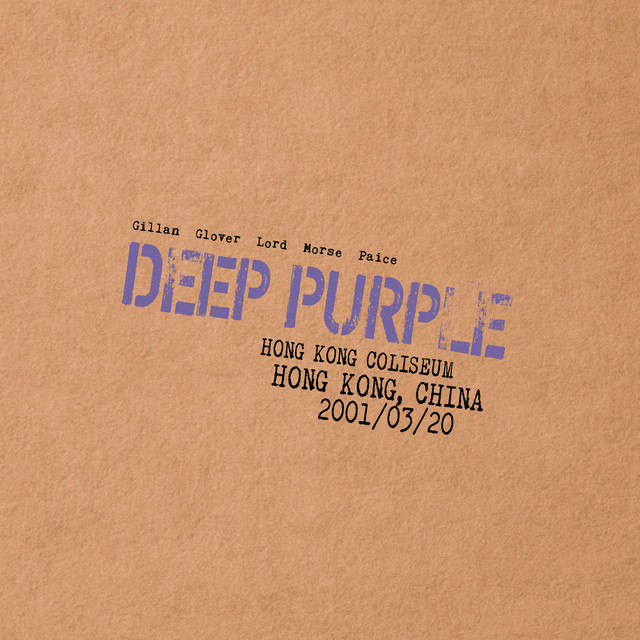 Gillan Glover Lord Morse Paice
DEEP PURPLE
HONG KONG COLISEUM
HONG KONG, CHINA
2001/03/20